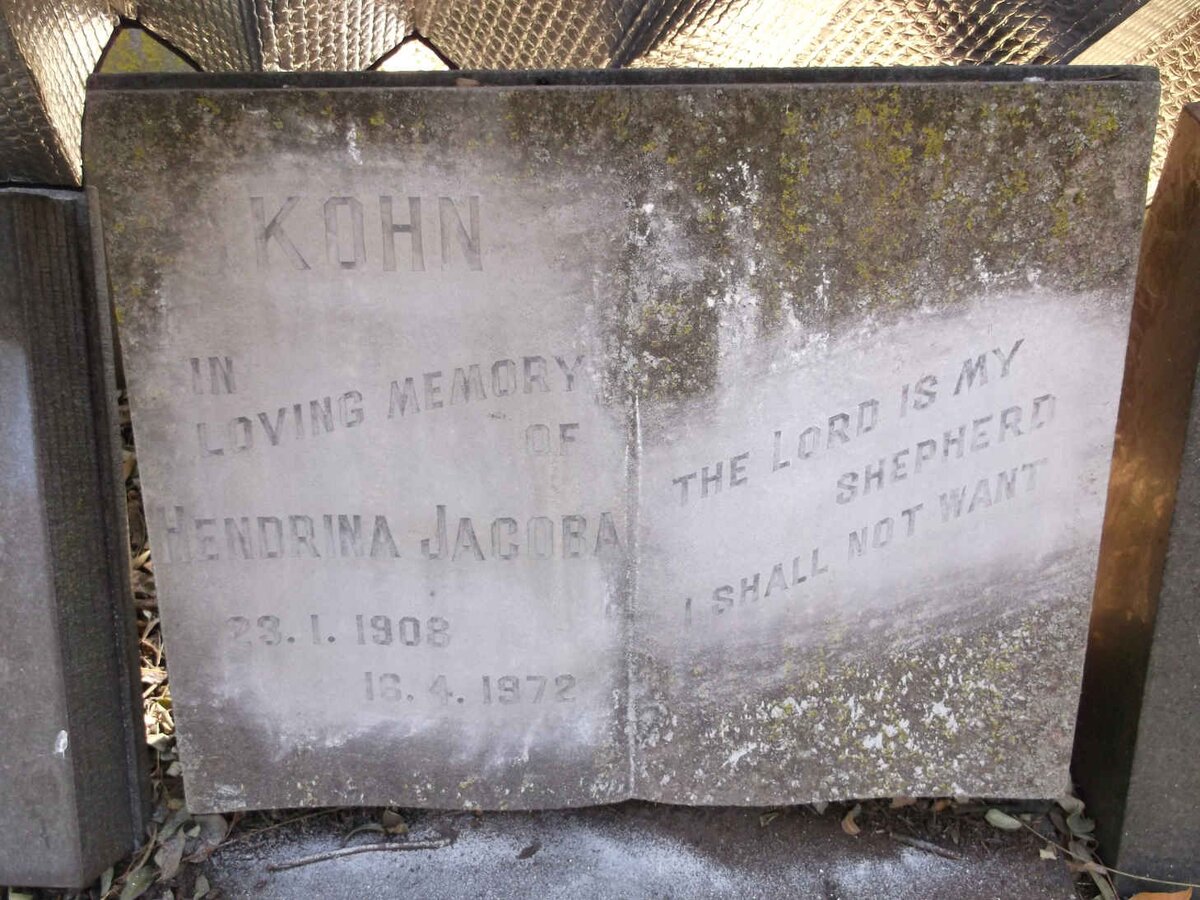 KOHN
IN
LOVING MEMORY
OF
HENDRINA JACOBA
23.1.1908
16.4.1972
THE LORD IS MY
SHEPHERD
I SHALL NOT WANT